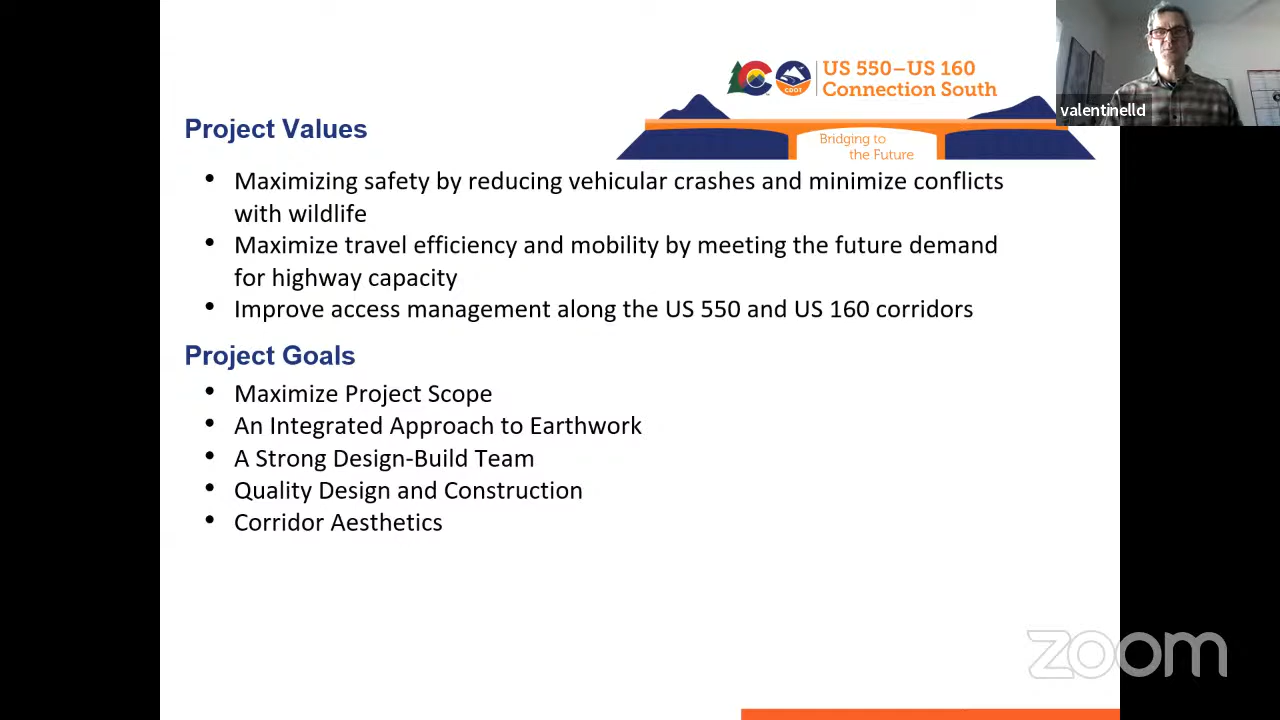 US 550–US 160
Connection South
CDOT
valentinelld
Bridging to
the Future
Project Values
• Maximizing safety by reducing vehicular crashes and minimize conflicts
with wildlife
• Maximize travel efficiency and mobility by meeting the future demand
for highway capacity
• Improve access management along the US 550 and US 160 corridors
Project Goals
• Maximize Project Scope
• An Integrated Approach to Earthwork
• A Strong Design-Build Team
• Quality Design and Construction
• Corridor Aesthetics
zoom